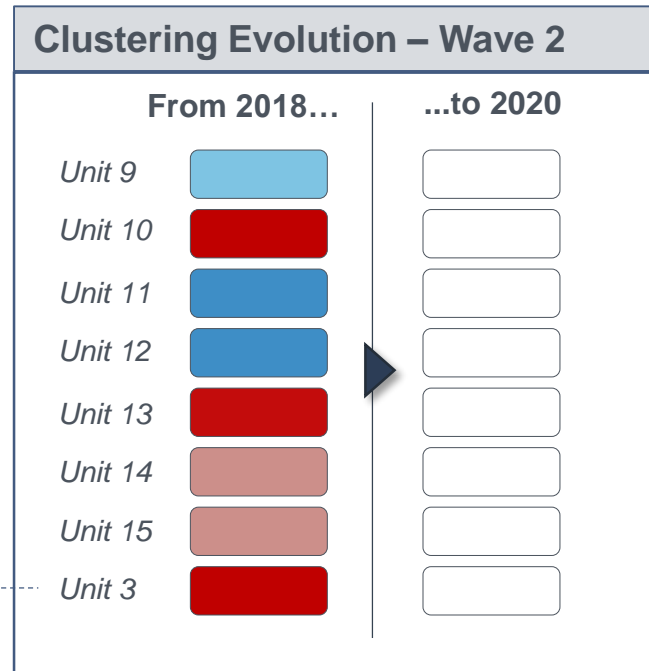 Clustering Evolution – Wave 2
From 2018… ...to 2020
Unit 9
Unit 10
Unit 11
Unit 12
Unit 13
Unit 14
Unit 15
Unit 3